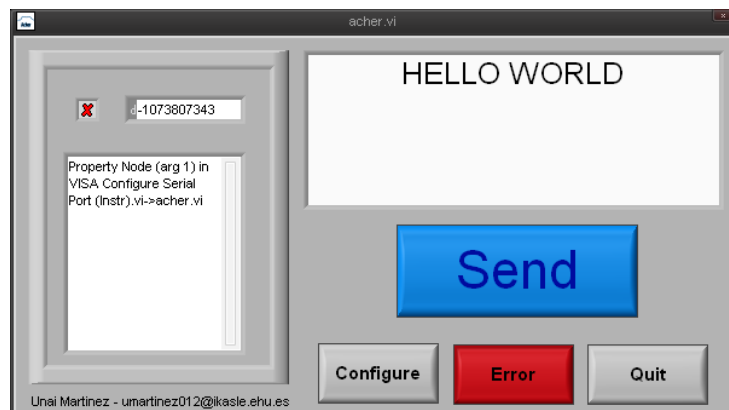 acher.vi
d -1073807343
Property Node (arg 1) in
VISA Configure Serial
Port (Instr).vi->acher.vi
HELLO WORLD
Send
Configure
Error
Quit
Unai Martinez - umartinez012@ikasle.ehu.es